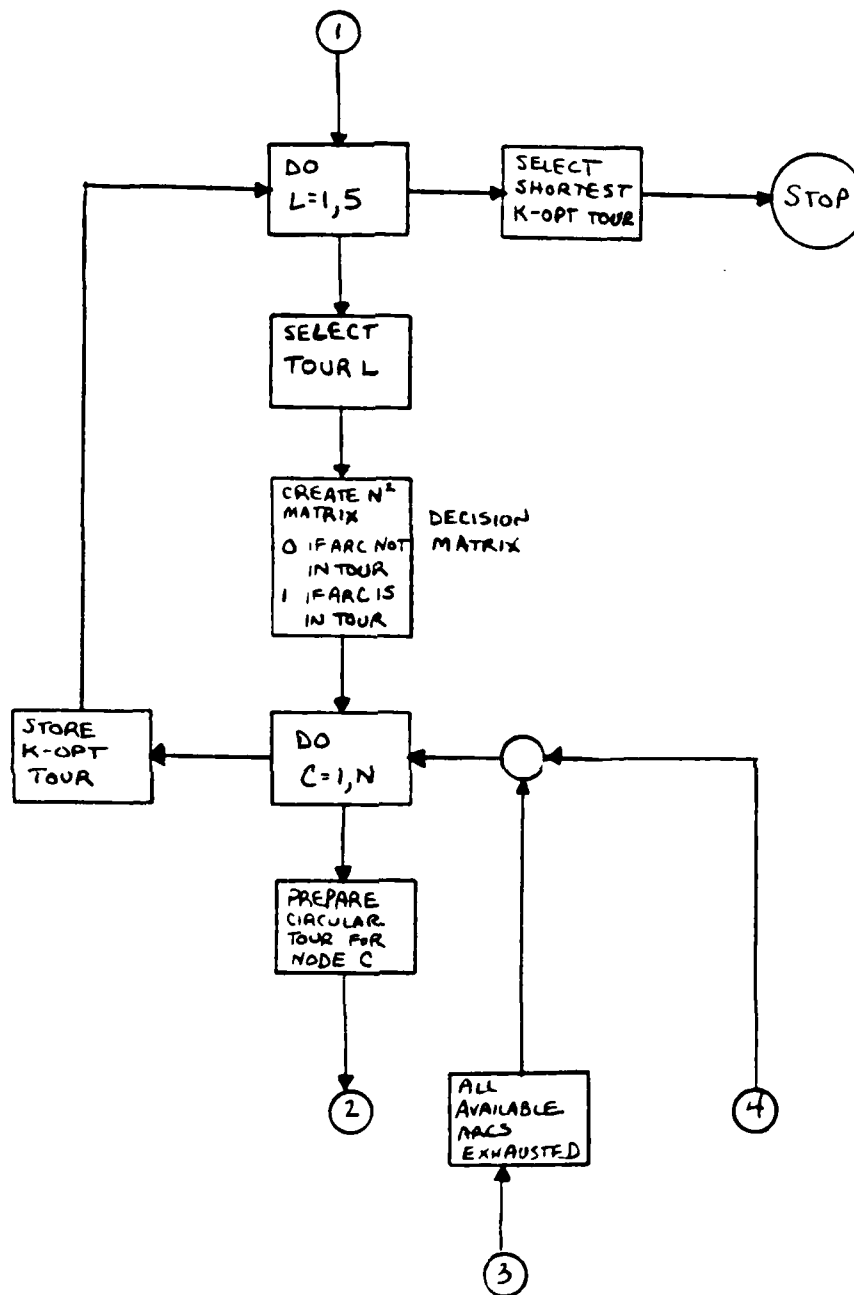 1
DO
L=1,5
SELECT
SHORTEST
K-OPT TOUR
STOP
SELECT
TOUR L
CREATE N²
MATRIX
0 IF ARC NOT
IN TOUR
1 IF ARC IS
IN TOUR
DECISION
MATRIX
STORE
K-OPT
TOUR
DO
C=1,N
PREPARE
CIRCULAR
TOUR FOR
NODE C
2
ALL
AVAILABLE
ARCS
EXHAUSTED
4
3